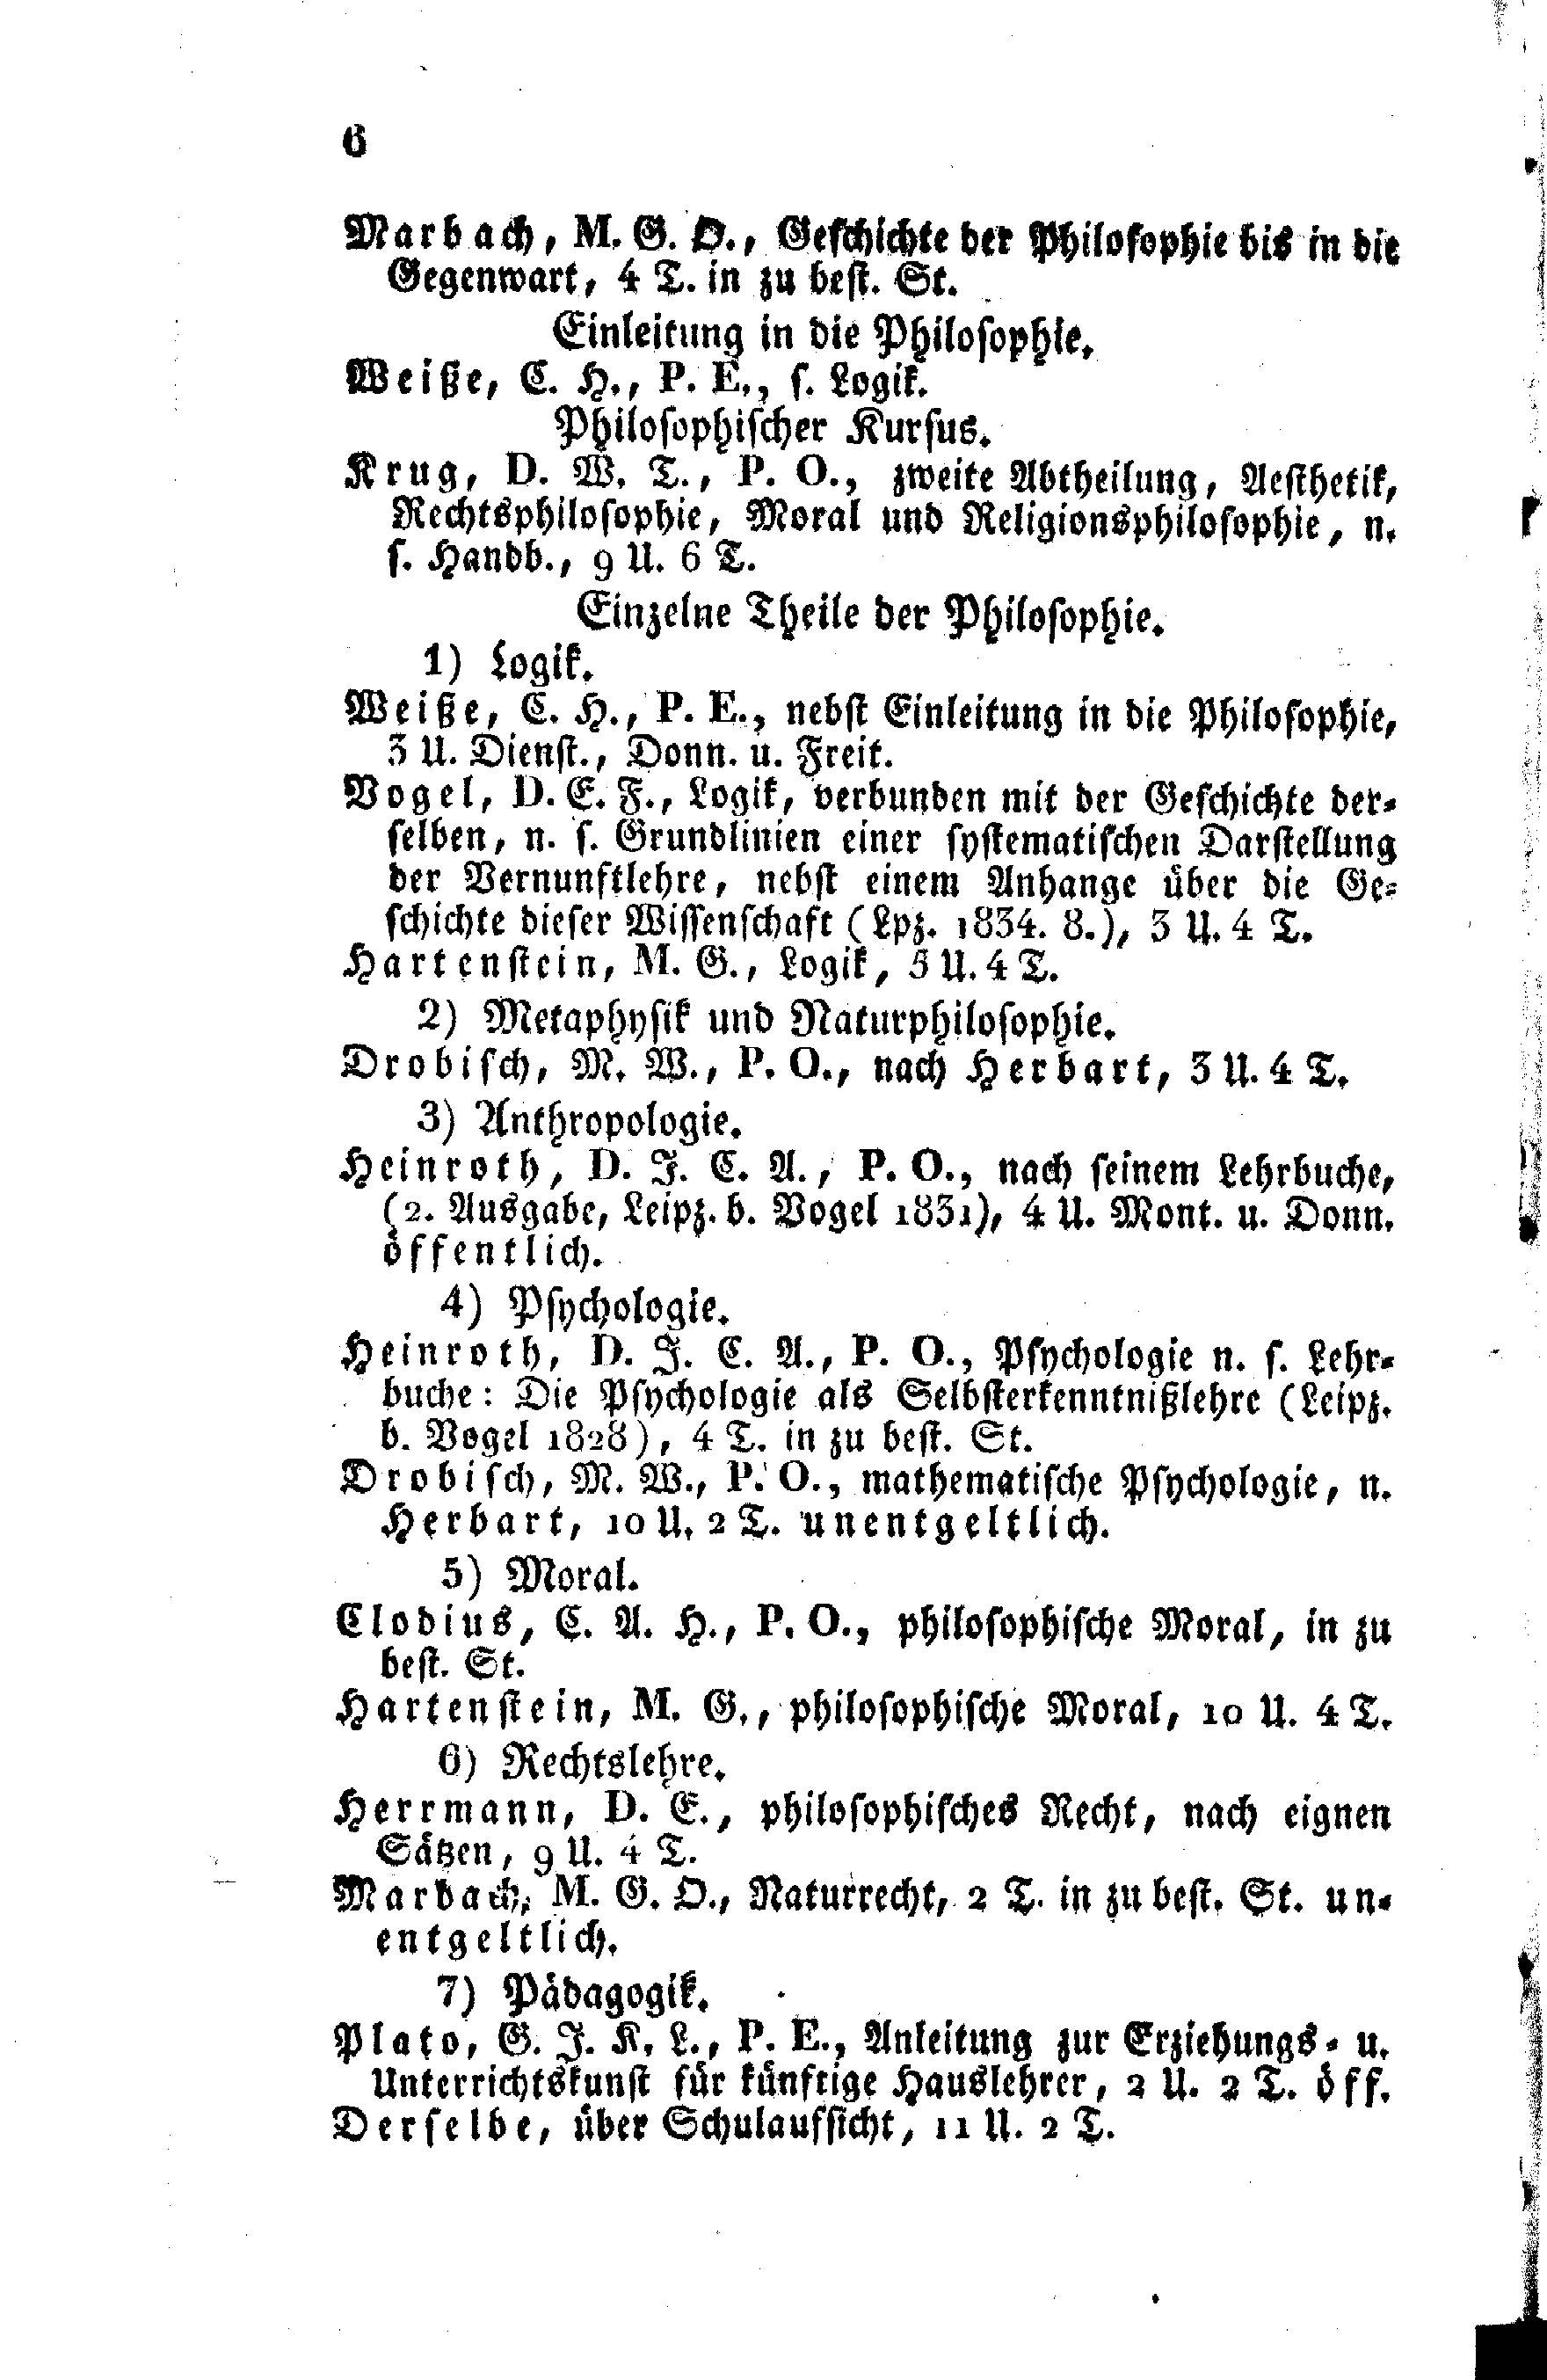 6
Marbach, M. G. O., Geschichte der Philosophie bis in die
Gegenwart, 4 T. in zu best. St.
Einleitung in die Philosophie.
Weiße, C. H., P. E., s. Logik.
Philosophischer Kursus.
Krug, D. W. T., P. O., zweite Abtheilung, Aesthetik,
Rechtsphilosophie, Moral und Religionsphilosophie, n.
s. Handb., 9 U. 6 T.
Einzelne Theile der Philosophie.
1) Logik.
Weiße, C. H., P. E., nebst Einleitung in die Philosophie,
3 U. Dienst., Donn. u. Freit.
Vogel, D. E. F., Logik, verbunden mit der Geschichte der-
selben, n. s. Grundlinien einer systematischen Darstellung
der Vernunftlehre, nebst einem Anhange über die Ge-
schichte dieser Wissenschaft (Lpz. 1834. 8.), 3 U. 4 T.
Hartenstein, M. G., Logik, 3 U. 4 T.
2) Metaphysik und Naturphilosophie.
Drobisch, M. W., P. O., nach Herbart, 3 U. 4 T.
3) Anthropologie.
Heinroth, D. J. C. A., P. O., nach seinem Lehrbuche,
(2. Ausgabe, Leipz. b. Vogel 1831), 4 U. Mont. u. Donn.
öffentlich.
4) Psychologie.
Heinroth, D. J. C. A., P. O., Psychologie n. s. Lehr-
buche: Die Psychologie als Selbsterkenntnißlehre (Leipz.
b. Vogel 1828), 4 T. in zu best. St.
Drobisch, M. W., P. O., mathematische Psychologie, n.
Herbart, 10 U. 2 T. unentgeltlich.
5) Moral.
Clodius, C. A. H., P. O., philosophische Moral, in zu
best. St.
Hartenstein, M. G., philosophische Moral, 10 U. 4 T.
6) Rechtslehre.
Herrmann, D. E., philosophisches Recht, nach eignen
Sätzen, 9 U. 4 T.
Marbach, M. G. O., Naturrecht, 2 T. in zu best. St. un-
entgeltlich.
7) Pädagogik.
Plato, G. J. K. L., P. E., Anleitung zur Erziehungs- u.
Unterrichtskunst für künftige Hauslehrer, 2 U. 2 T. öff.
Derselbe, über Schulaufsicht, 11 U. 2 T.